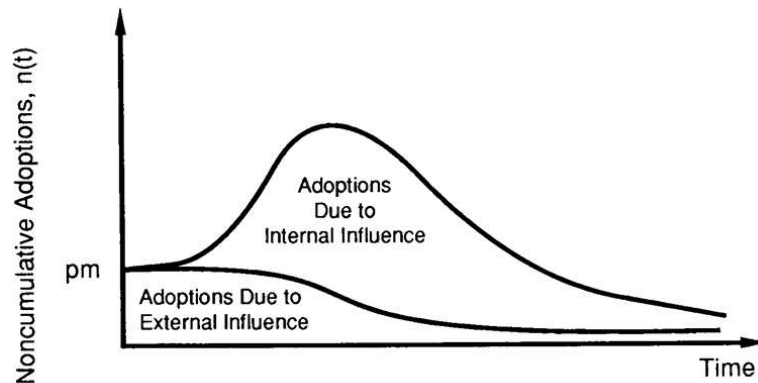 Noncumulative Adoptions, n(t)
Adoptions
Due to
Internal Influence
pm
Adoptions Due to
External Influence
Time